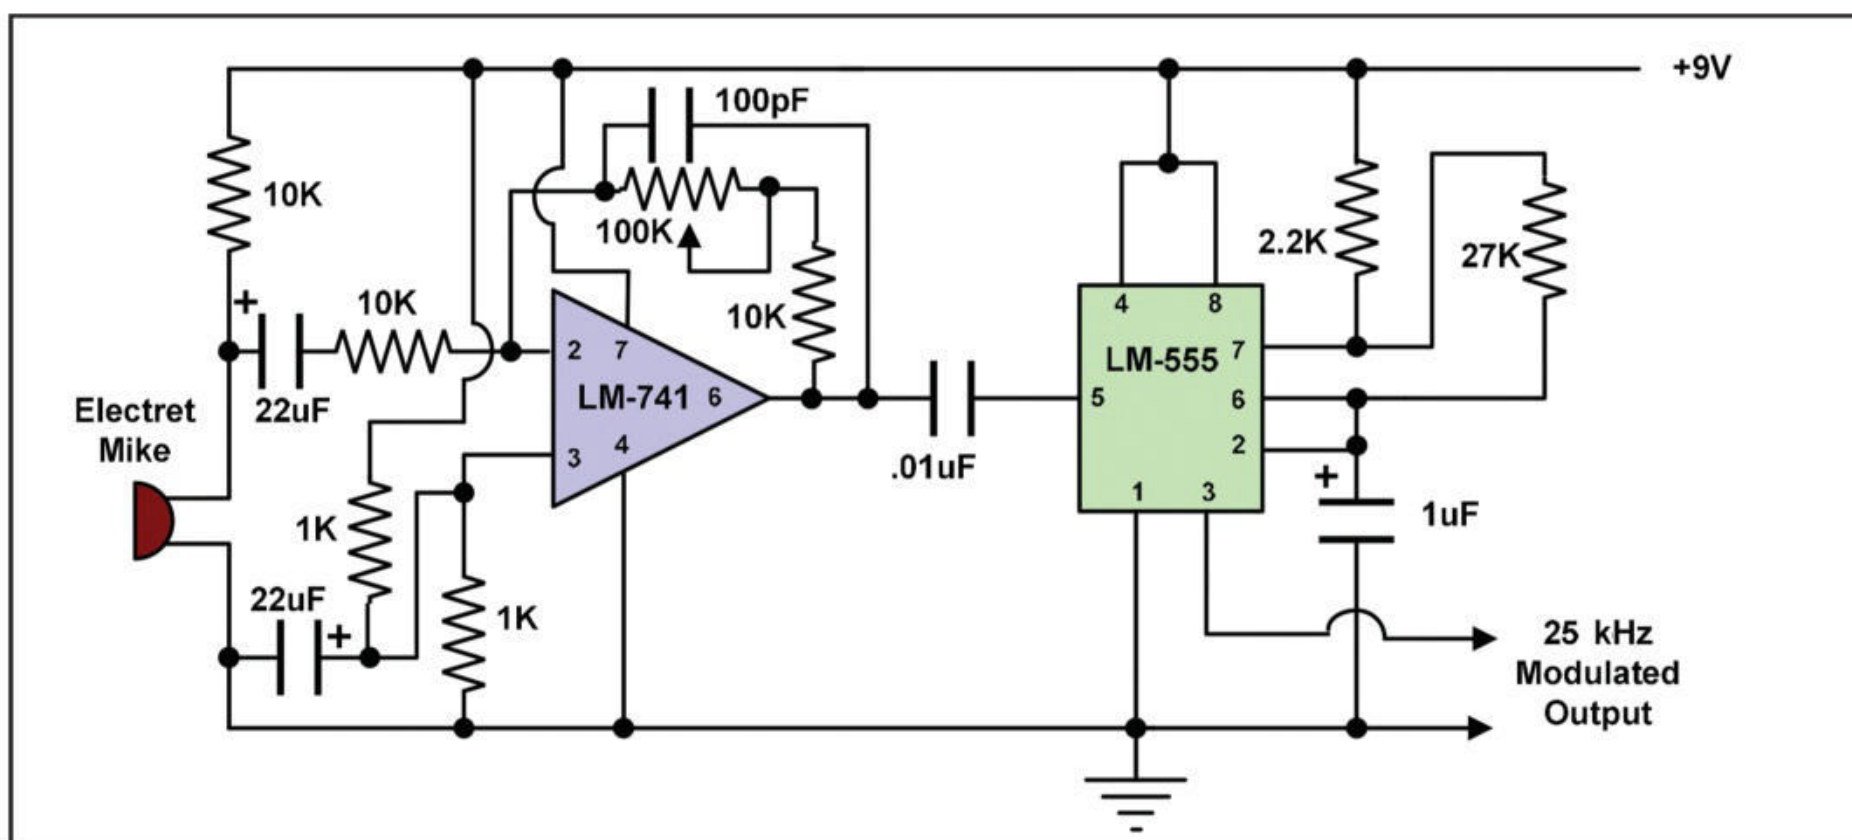 +9V
100pF
10K
100K
2.2K
27K
4 8
10K
10K
+
2 7
LM-741 6
4
3
LM-555 7
5
6
2
1 3
Electret
Mike
22uF
.01uF
+
1uF
1K
22uF
+
1K
25 kHz
Modulated
Output